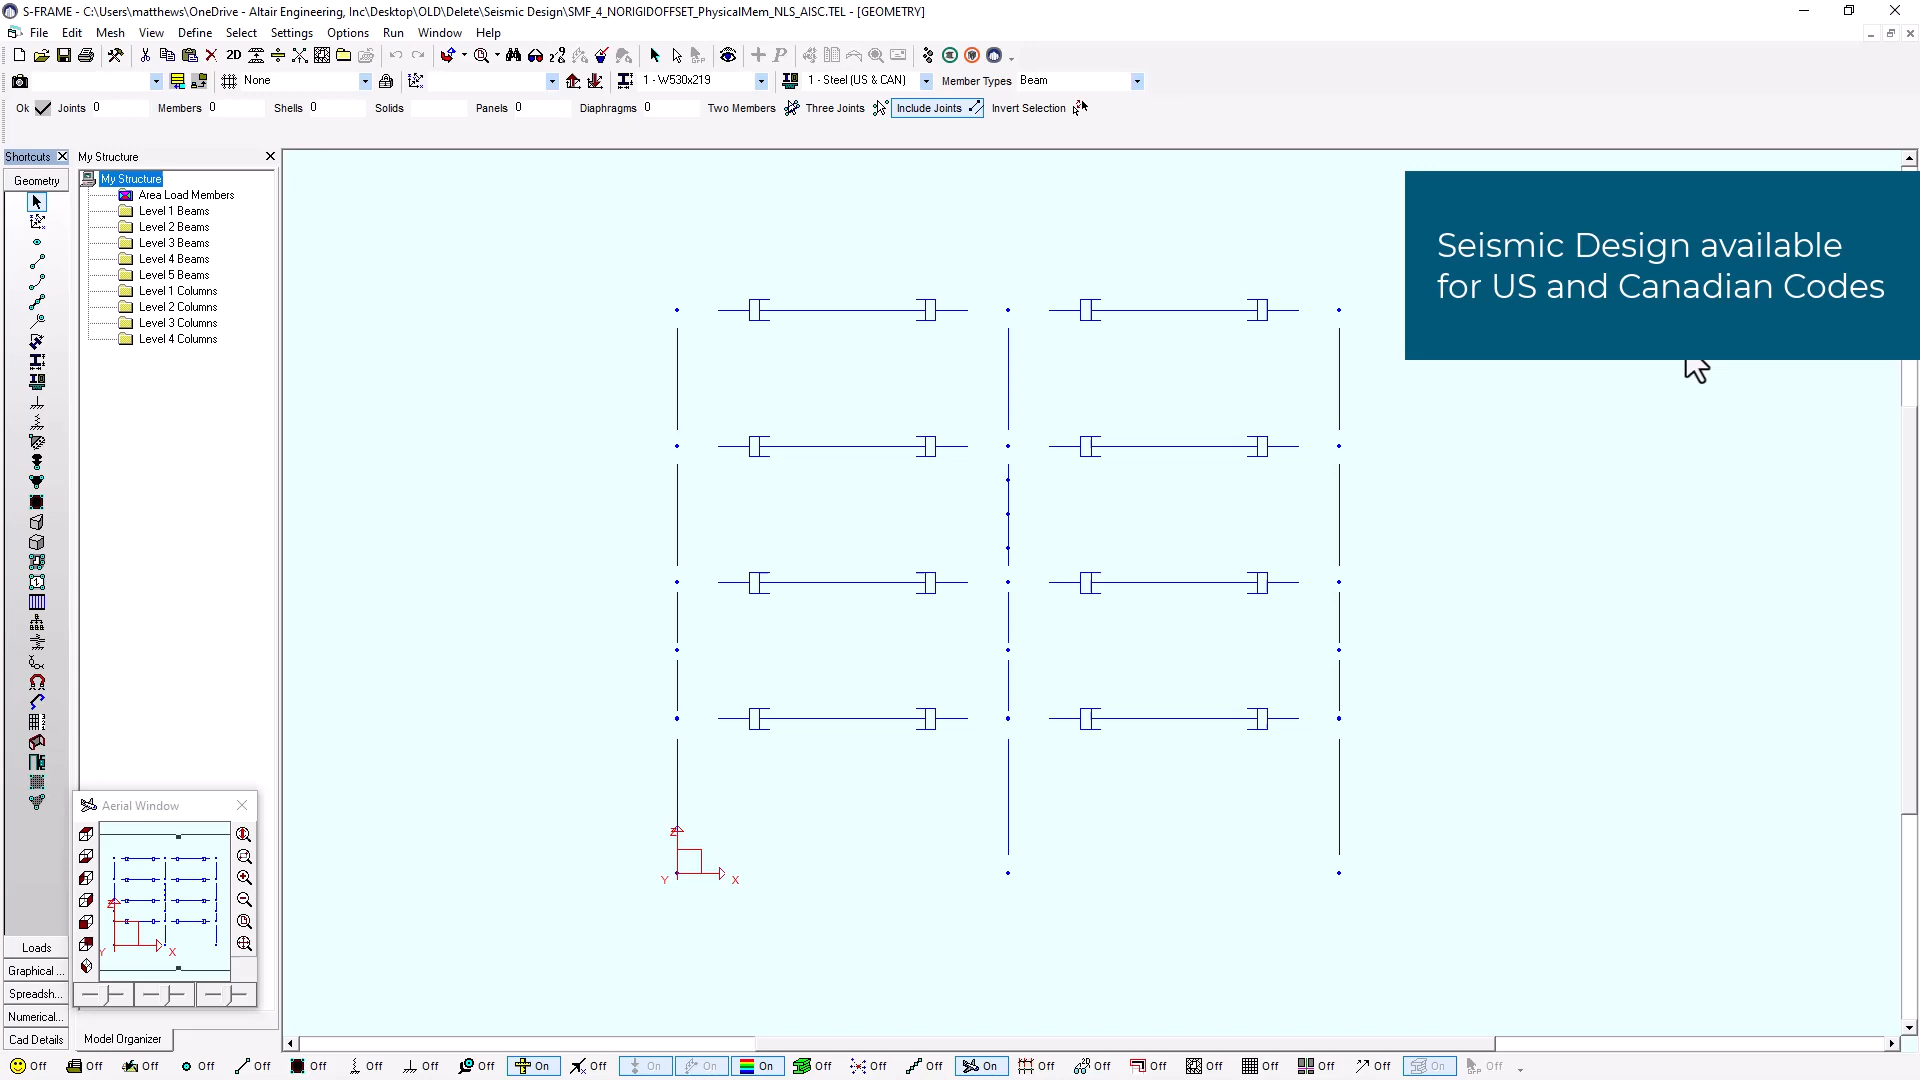 S-FRAME - C:\Users\matthews\OneDrive - Altair Engineering, Inc\Desktop\OLD\Delete\Seismic Design\SMF_4_NORIGIDOFFSET_PhysicalMem_NLS_AISC.TEL - [GEOMETRY]
File Edit Mesh View Define Select Settings Options Run Window Help
2D
None 1 - W530x219 1 - Steel (US & CAN) Member Types Beam
Ok Joints 0 Members 0 Shells 0 Solids Panels 0 Diaphragms 0 Two Members Three Joints Include Joints Invert Selection
Shortcuts
My Structure
Geometry
My Structure
Area Load Members
Level 1 Beams
Level 2 Beams
Level 3 Beams
Level 4 Beams
Level 5 Beams
Level 1 Columns
Level 2 Columns
Level 3 Columns
Level 4 Columns
Seismic Design available
for US and Canadian Codes
Z
Y X
Aerial Window
Z
Y X
Loads
Graphical ...
Spreadsh...
Numerical...
Cad Details
Model Organizer
Off Off Off Off Off Off Off Off Off On Off On On On Off Off Off On Off Off Off Off Off Off Off On Off